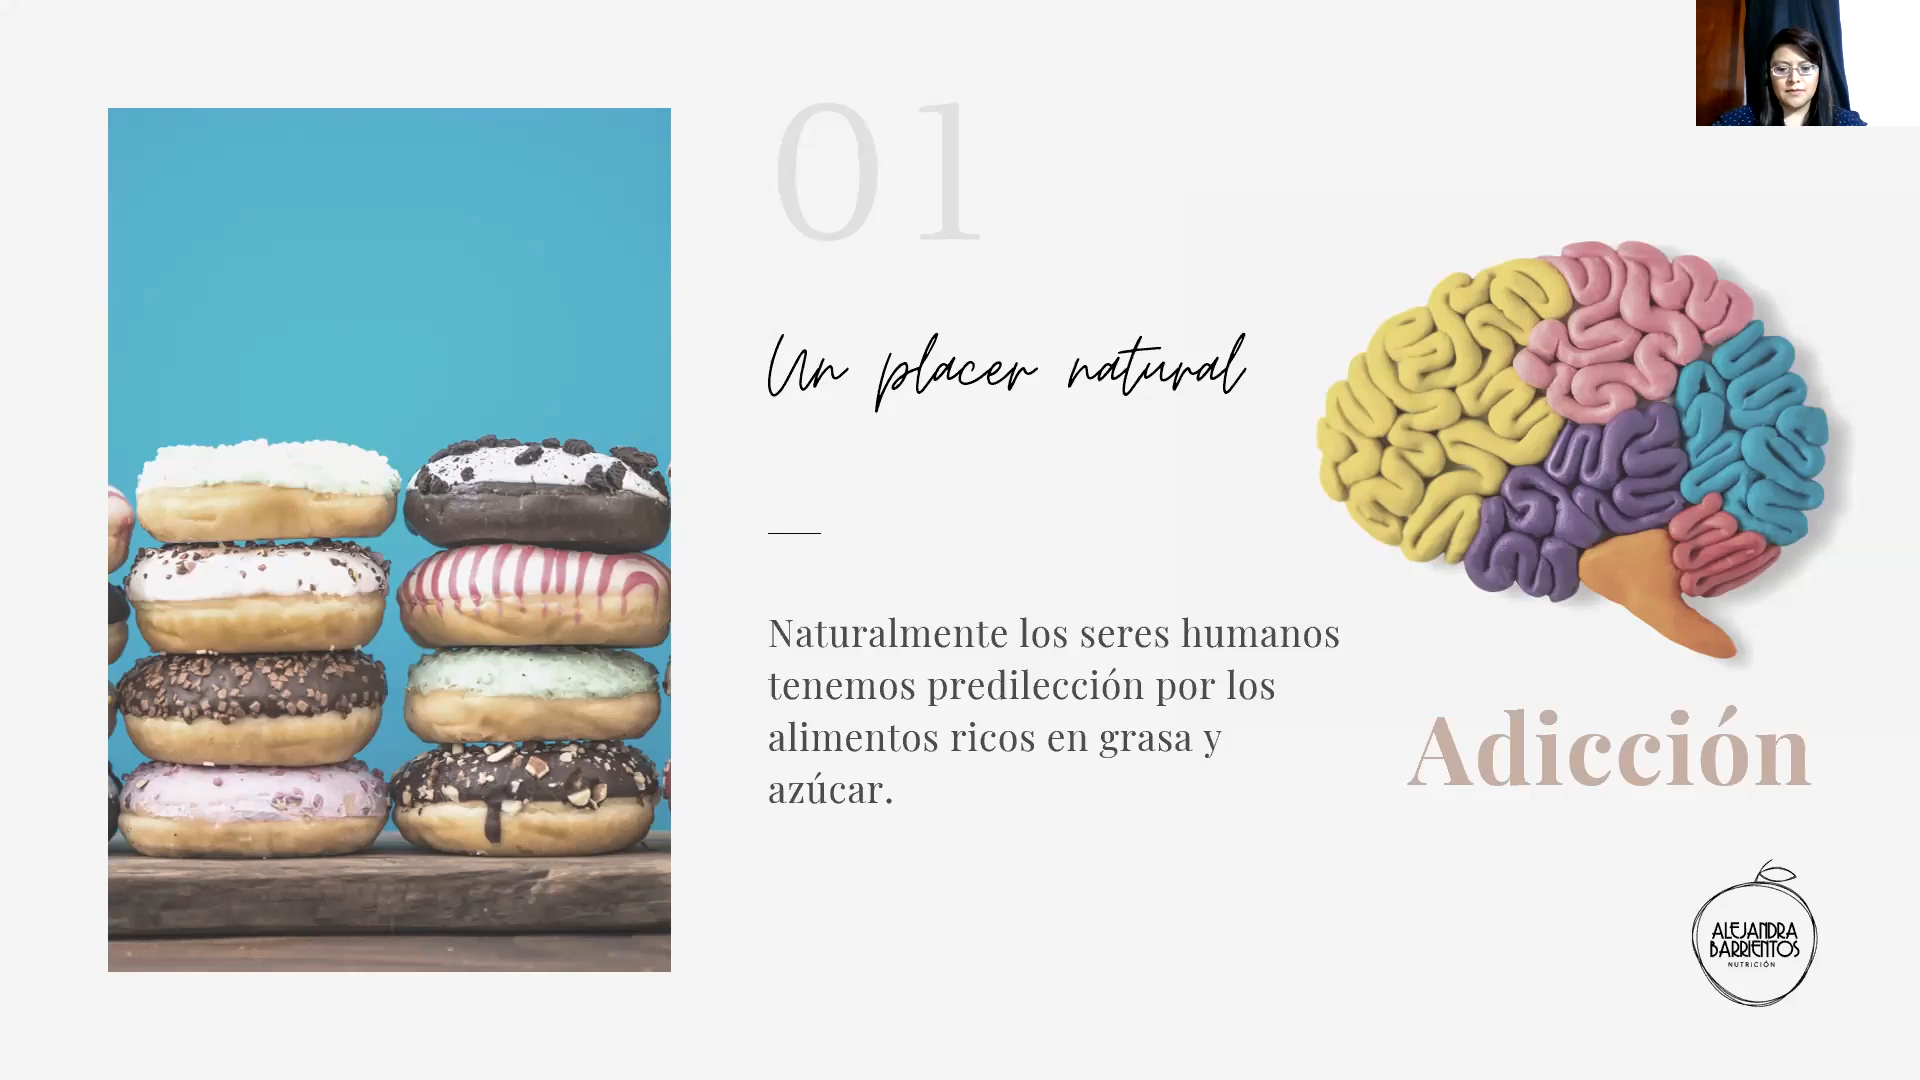 01
Un placer natural
Naturalmente los seres humanos
tenemos predilección por los
alimentos ricos en grasa y
azúcar.
Adicción
ALEJANDRA
BARRIENTOS
NUTRICIÓN